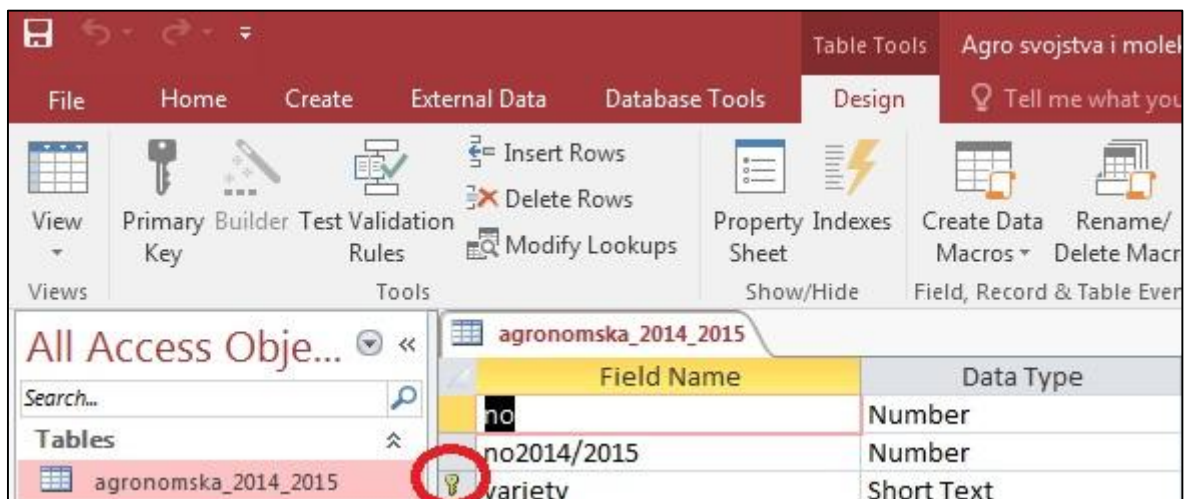 Table Tools Agro svojstva i
File Home Create External Data Database Tools Design Tell me what you
Insert Rows
Delete Rows
Modify Lookups
View Primary Key Builder Test Validation Rules Property Sheet Indexes Create Data Macros Rename/ Delete
Views Tools Show/Hide Field, Record & Table
All Access Obje...
agronomska_2014_2015
Field Name Data Type
Search...
no Number
Tables
no2014/2015 Number
agronomska_2014_2015
variety Short Text